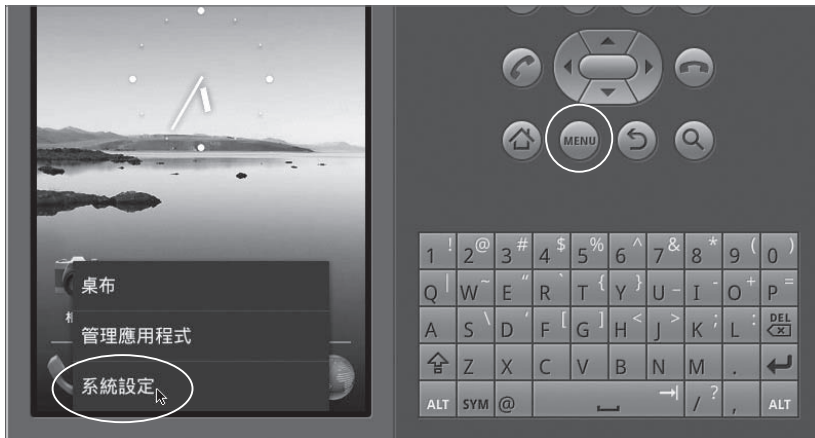 MENU
1 ! 2 @ 3 # 4 $ 5 % 6 ^ 7 & 8 * 9 ( 0 )
Q | W ~ E “ R ` T { Y } U _ I - O + P =
A S \ D ‘ F [ G ] H < J > K ; L : DEL
Z X C V B N M .
ALT SYM @ / ? , ALT
桌布
管理應用程式
系統設定